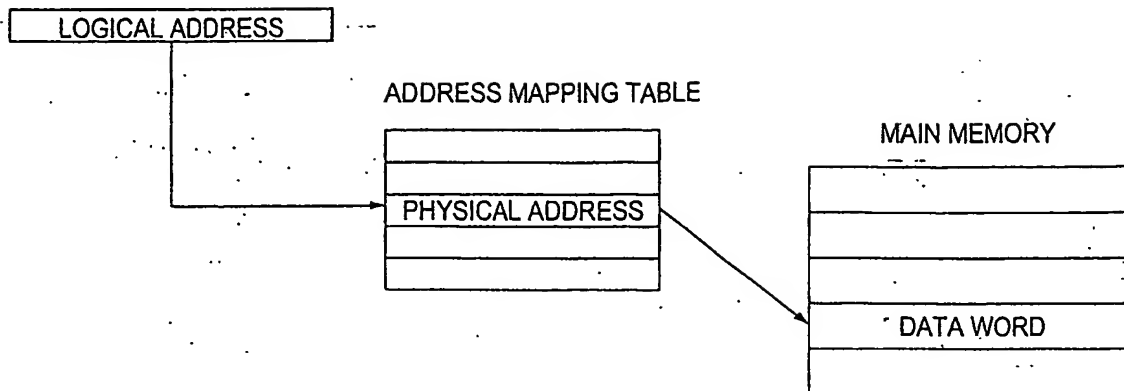 LOGICAL ADDRESS
ADDRESS MAPPING TABLE
MAIN MEMORY
PHYSICAL ADDRESS
DATA WORD